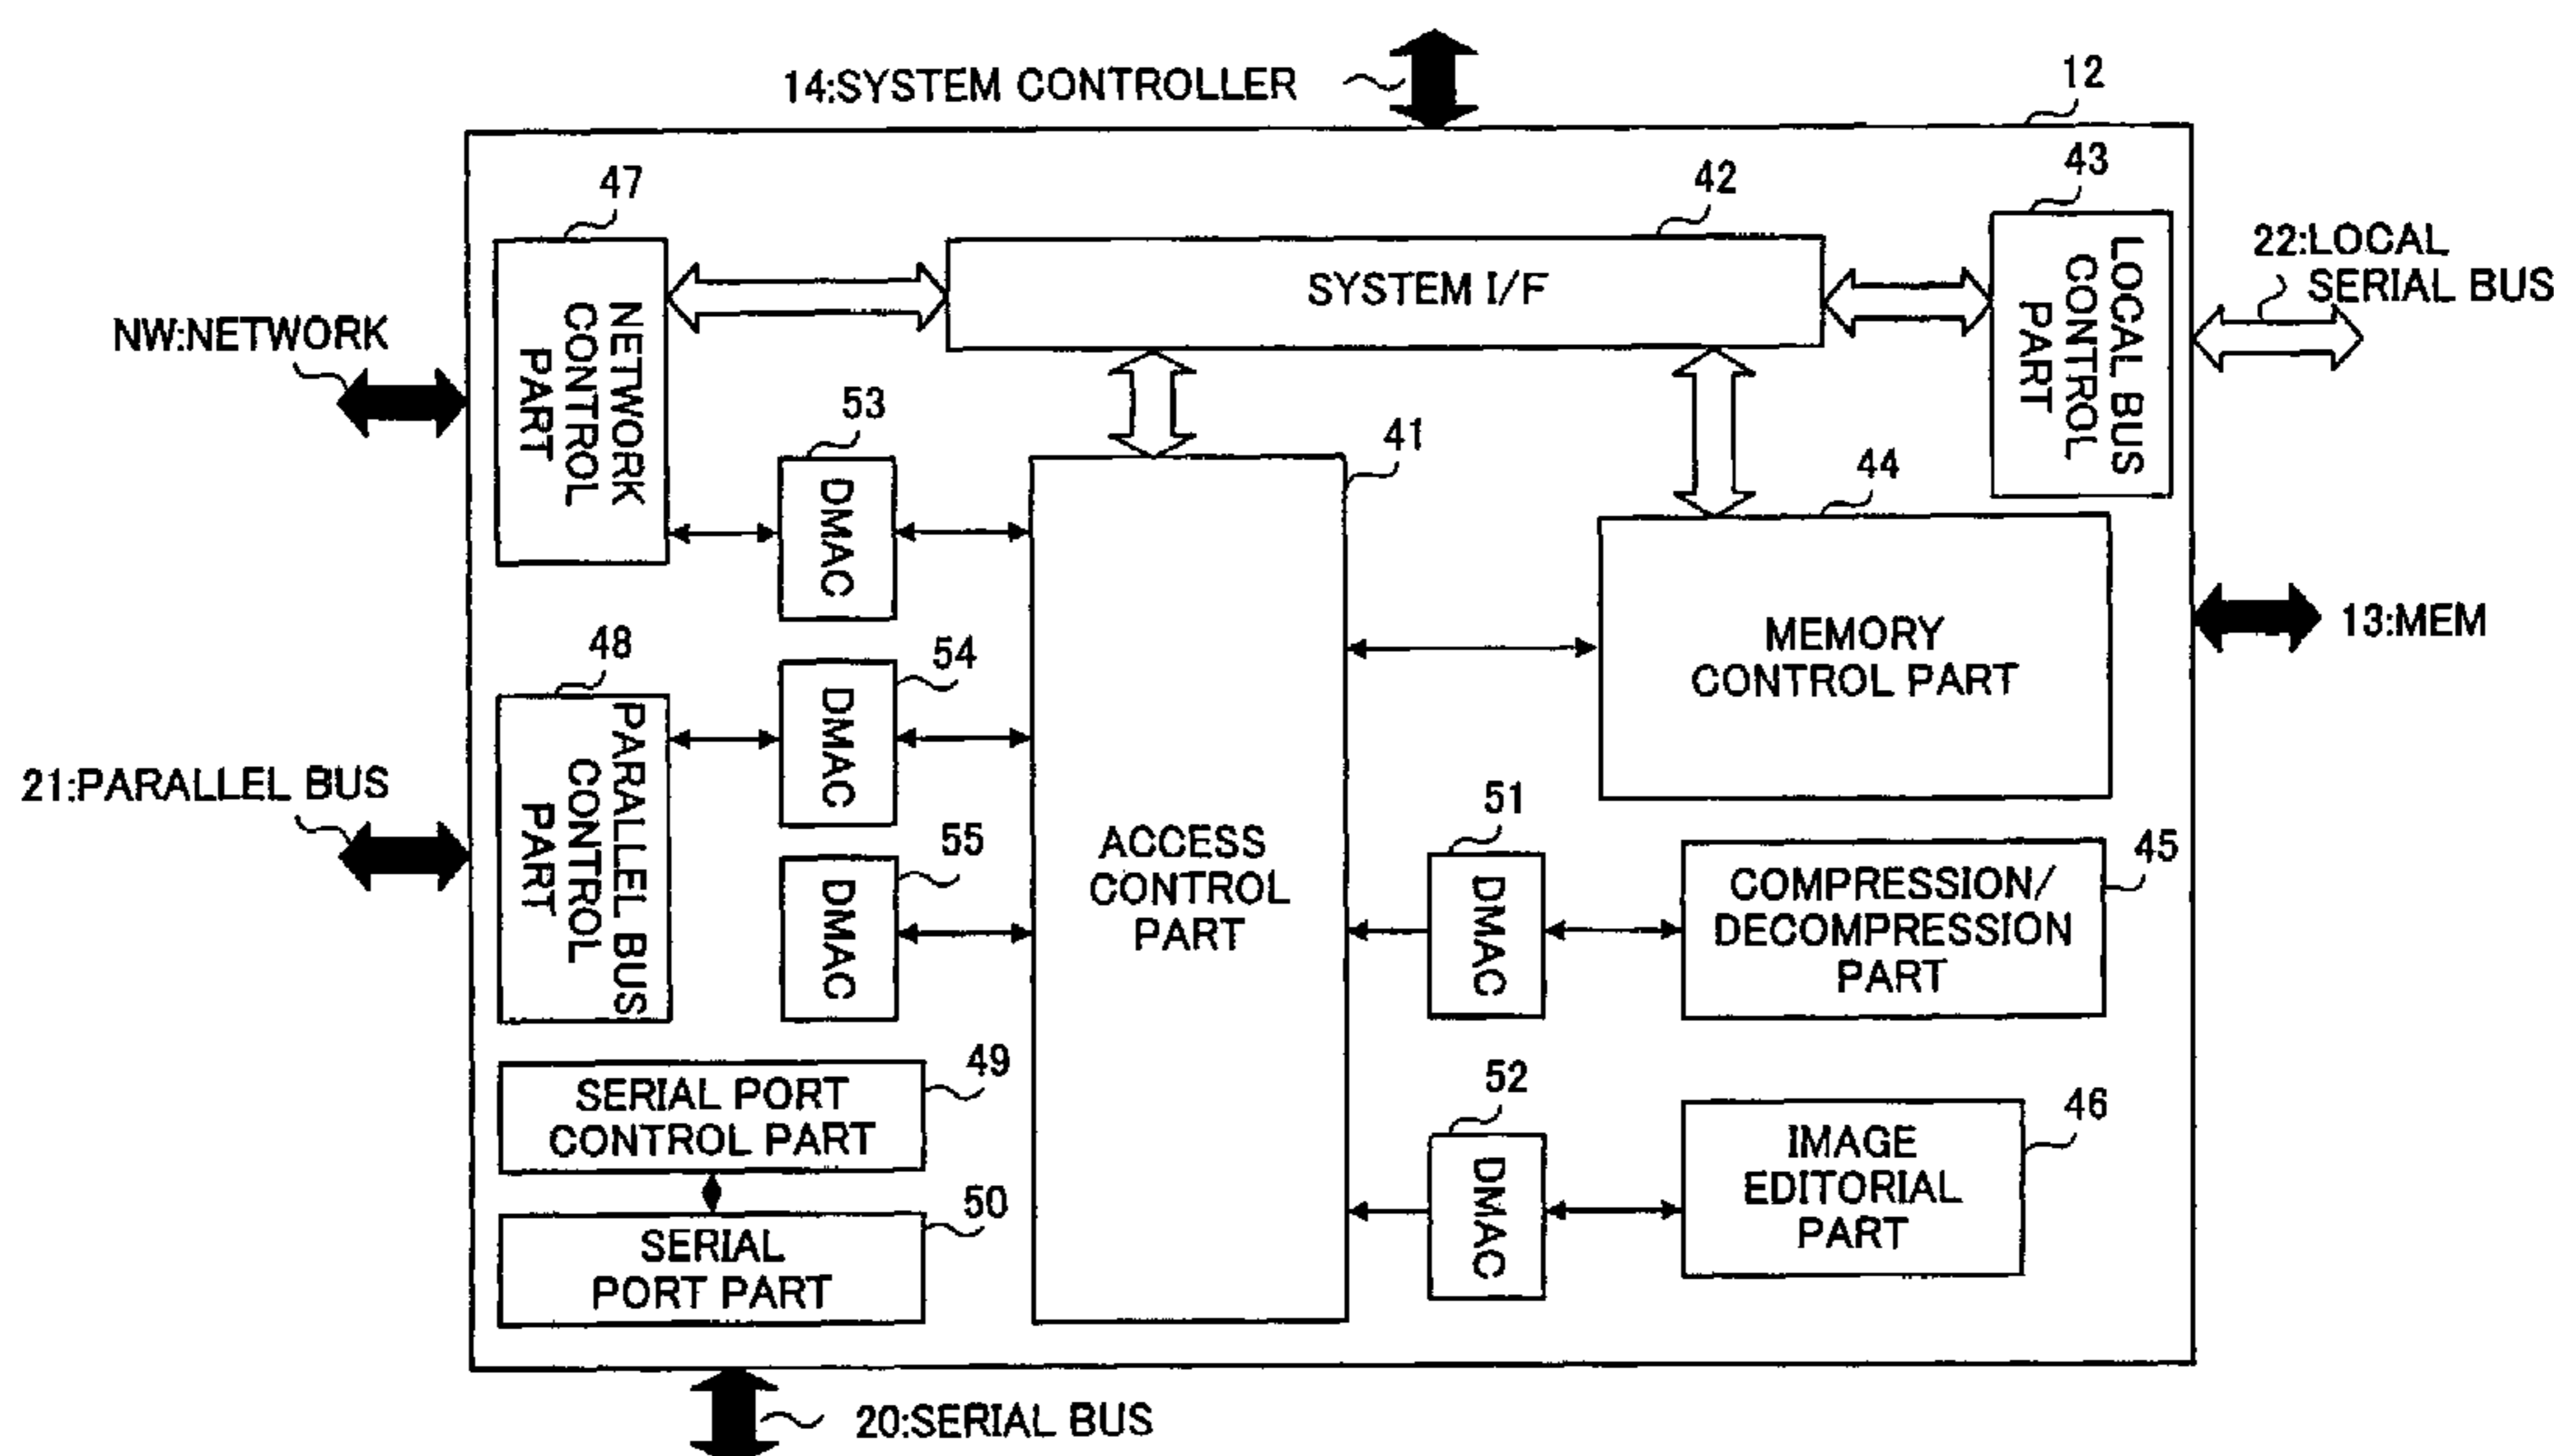 14:SYSTEM CONTROLLER
12
47
42
43
NW:NETWORK
NETWORK
CONTROL
PART
SYSTEM I/F
LOCAL BUS
CONTROL
PART
22:LOCAL
SERIAL BUS
53
DMAC
41
44
48
54
DMAC
MEMORY
CONTROL PART
13:MEM
21:PARALLEL BUS
PARALLEL BUS
CONTROL
PART
55
DMAC
ACCESS
CONTROL
PART
51
DMAC
COMPRESSION/
DECOMPRESSION
PART
45
49
SERIAL PORT
CONTROL PART
52
DMAC
IMAGE
EDITORIAL
PART
46
50
SERIAL
PORT PART
20:SERIAL BUS